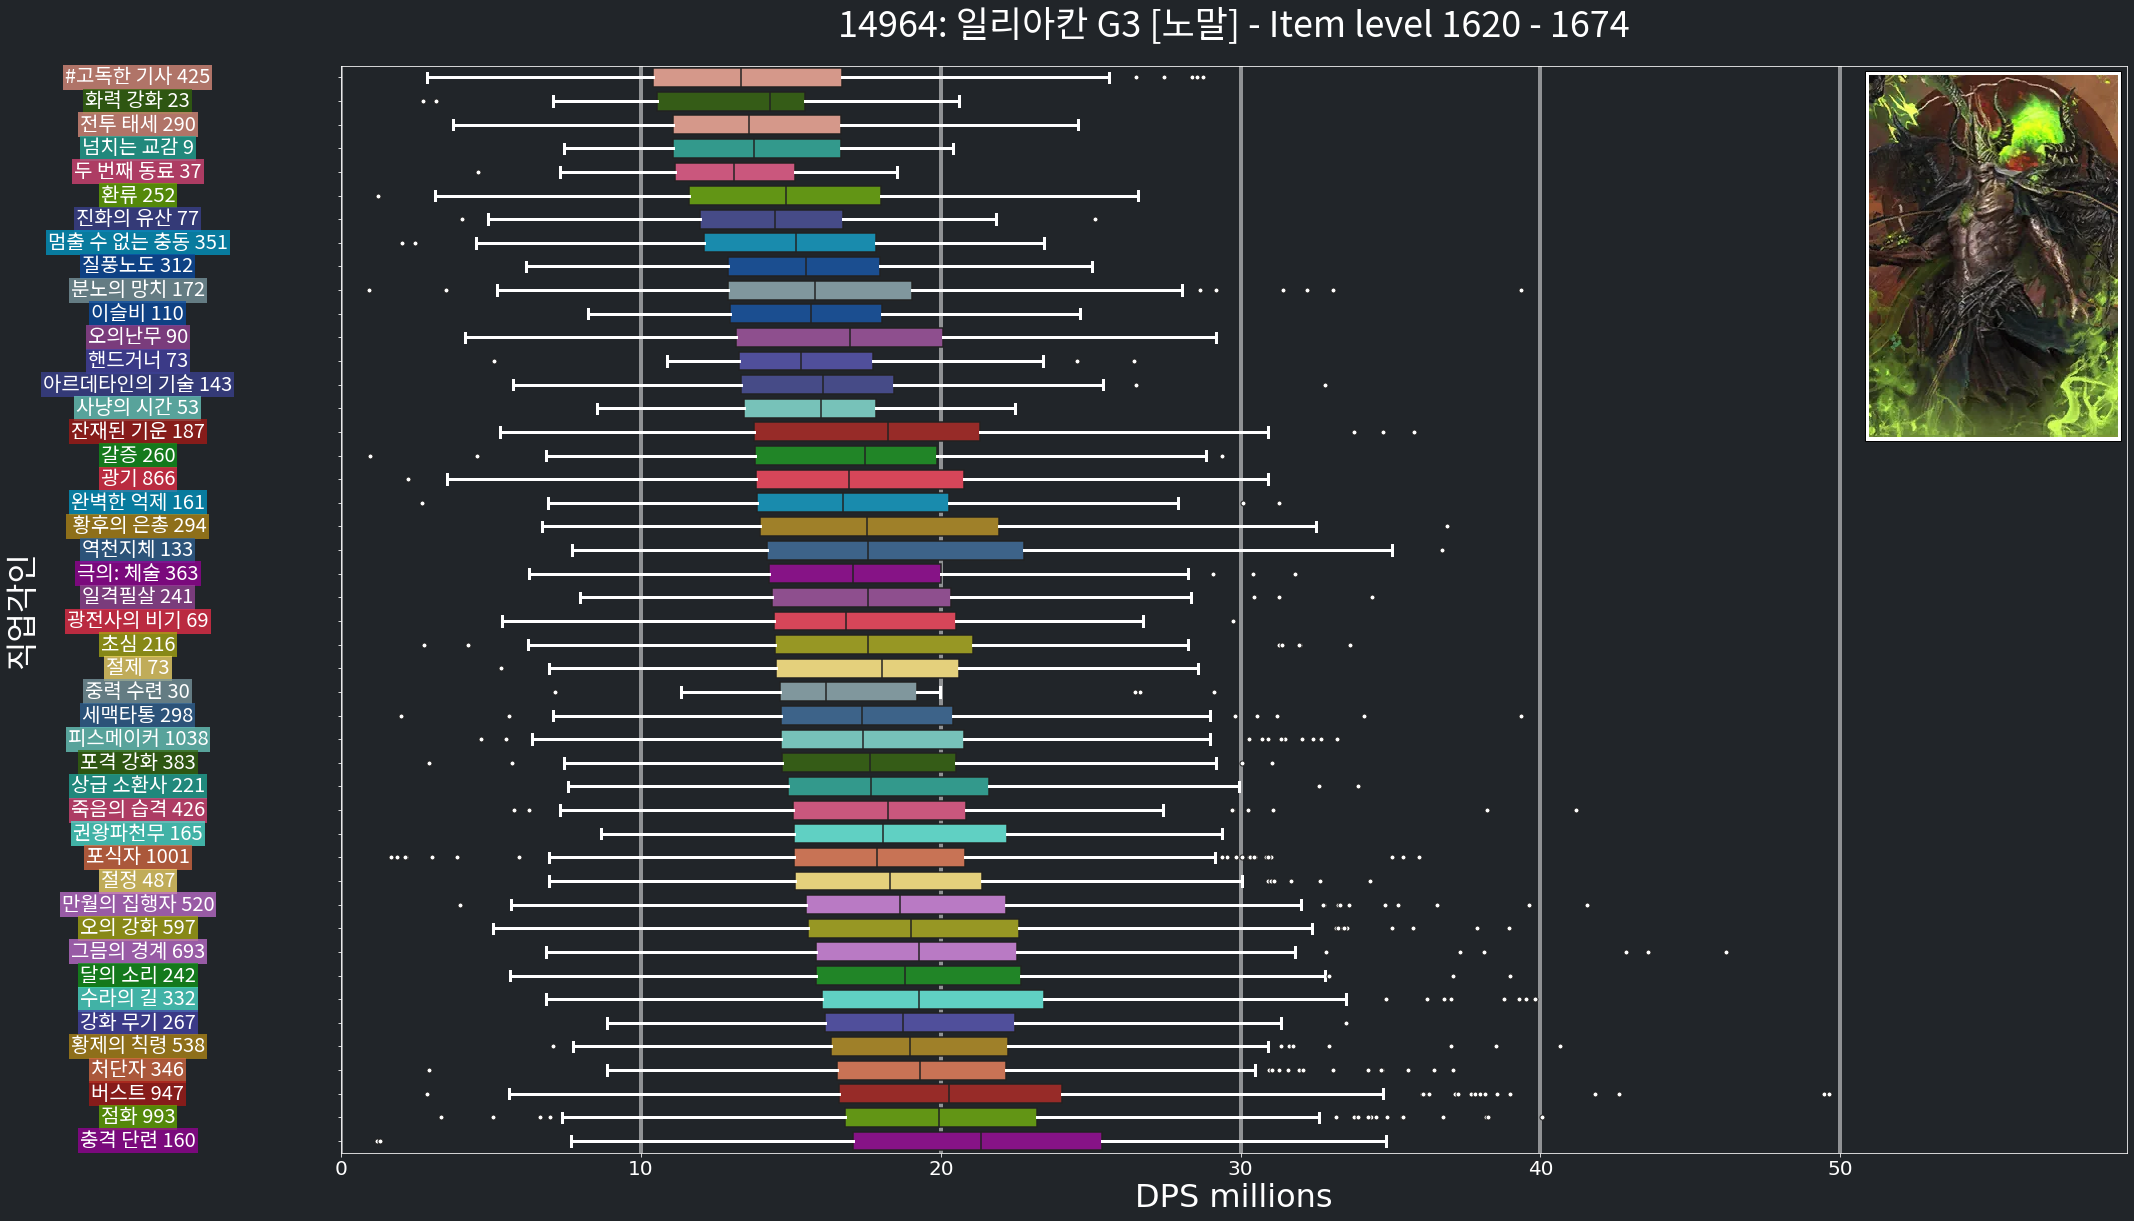 14964: 일리아칸 G3 [노말] - Item level 1620 - 1674
직업각인
#고독한 기사 425
화력 강화 23
전투 태세 290
넘치는 교감 9
두 번째 동료 37
환류 252
진화의 유산 77
멈출 수 없는 충동 351
질풍노도 312
분노의 망치 172
이슬비 110
오의난무 90
핸드거너 73
아르데타인의 기술 143
사냥의 시간 53
잔재된 기운 187
갈증 260
광기 866
완벽한 억제 161
황후의 은총 294
역천지체 133
극의: 체술 363
일격필살 241
광전사의 비기 69
초심 216
절제 73
중력 수련 30
세맥타통 298
피스메이커 1038
포격 강화 383
상급 소환사 221
죽음의 습격 426
권왕파천무 165
포식자 1001
절정 487
만월의 집행자 520
오의 강화 597
그믐의 경계 693
달의 소리 242
수라의 길 332
강화 무기 267
황제의 칙령 538
처단자 346
버스트 947
점화 993
충격 단련 160
0 10 20 30 40 50
DPS millions